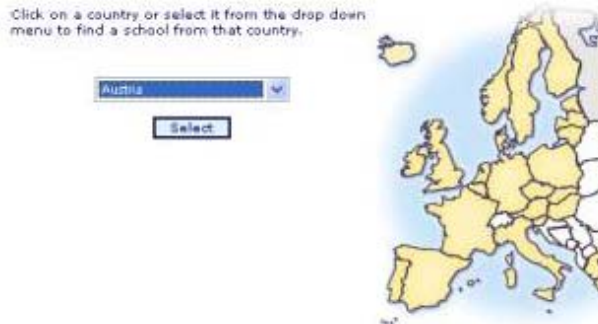 Click on a country or select it from the drop down
menu to find a school from that country.
Austria
Select